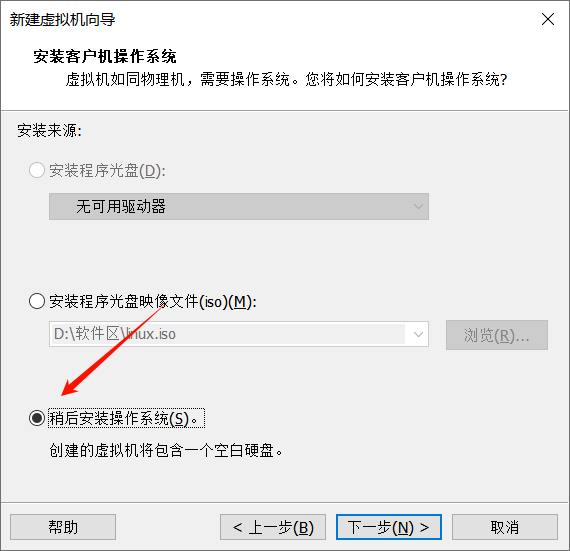 新建虚拟机向导
安装客户机操作系统
虚拟机如同物理机，需要操作系统。您将如何安装客户机操作系统?
安装来源:
安装程序光盘(D):
无可用驱动器
安装程序光盘映像文件(iso)(M):
D:\软件区\linux.iso
浏览(R)...
稍后安装操作系统(S)。
创建的虚拟机将包含一个空白硬盘。
帮助
< 上一步(B)
下一步(N) >
取消